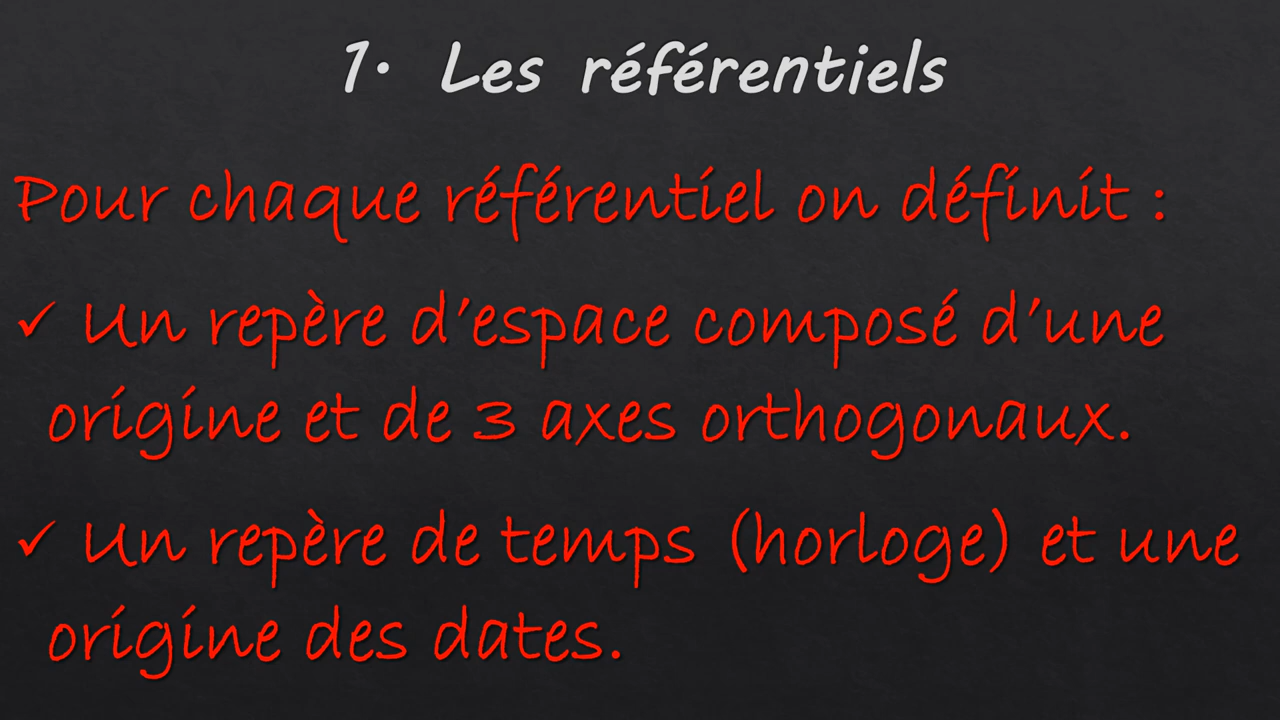 1. Les référentiels
Pour chaque référentiel on définit :
✓ Un repère d’espace composé d’une
origine et de 3 axes orthogonaux.
✓ Un repère de temps (horloge) et une
origine des dates.